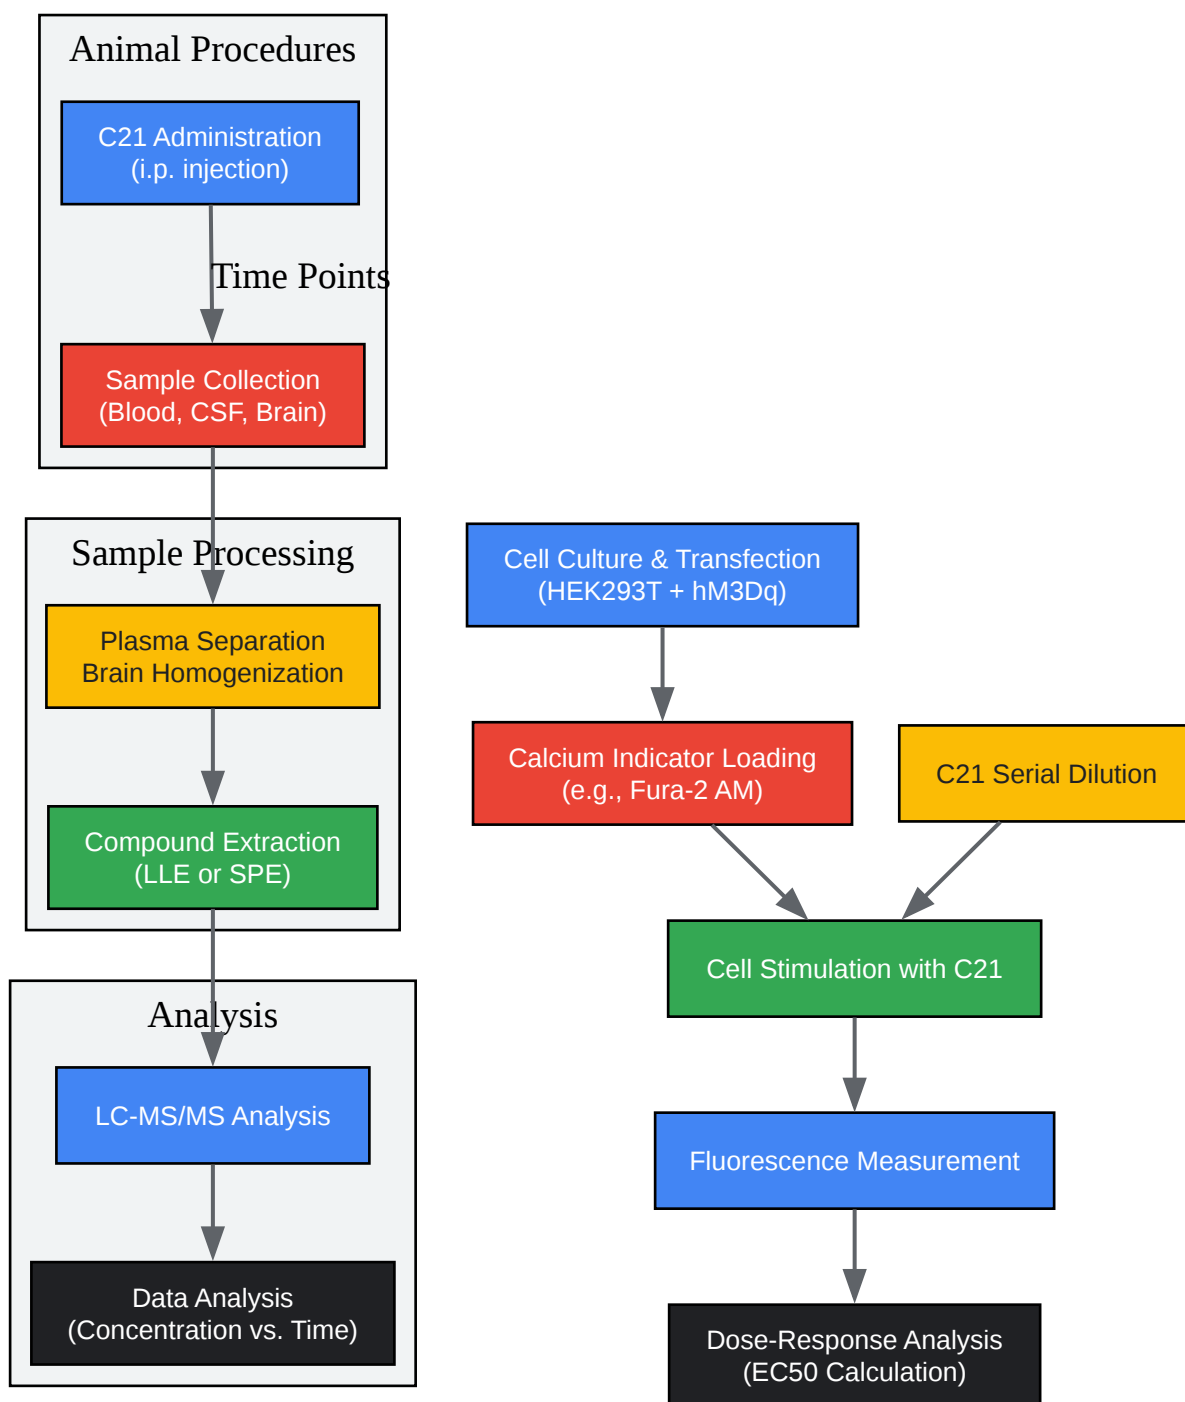 Animal Procedures
C21 Administration
(i.p. injection)
Time Points
Sample Collection
(Blood, CSF, Brain)
Sample Processing
Plasma Separation
Brain Homogenization
Compound Extraction
(LLE or SPE)
Analysis
LC-MS/MS Analysis
Data Analysis
(Concentration vs. Time)
Cell Culture & Transfection
(HEK293T + hM3Dq)
Calcium Indicator Loading
(e.g., Fura-2 AM)
C21 Serial Dilution
Cell Stimulation with C21
Fluorescence Measurement
Dose-Response Analysis
(EC50 Calculation)